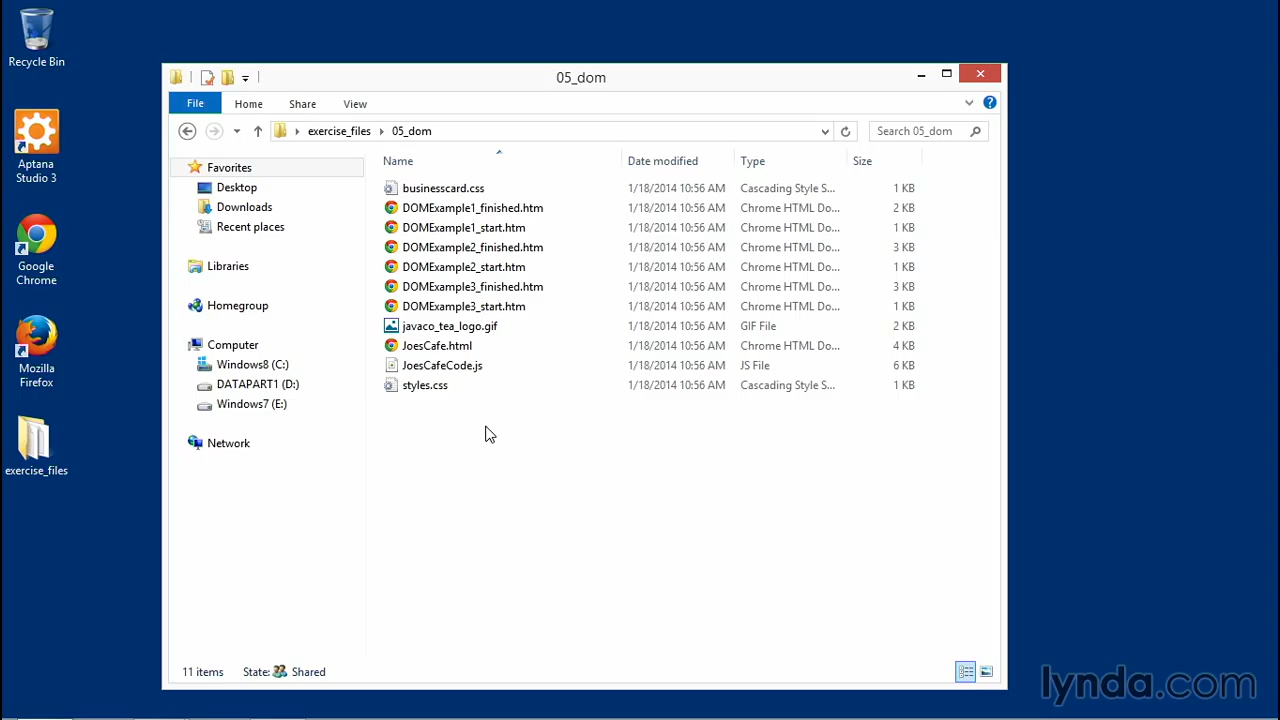 Recycle Bin
Aptana
Studio 3
Google
Chrome
Mozilla
Firefox
exercise_files
05_dom
File Home Share View
exercise_files 05_dom
Search 05_dom
Favorites
Desktop
Downloads
Recent places
Libraries
Homegroup
Computer
Windows8 (C:)
DATAPART1 (D:)
Windows7 (E:)
Network
Name Date modified Type Size
businesscard.css 1/18/2014 10:56 AM Cascading Style S... 1 KB
DOMExample1_finished.htm 1/18/2014 10:56 AM Chrome HTML Do... 2 KB
DOMExample1_start.htm 1/18/2014 10:56 AM Chrome HTML Do... 1 KB
DOMExample2_finished.htm 1/18/2014 10:56 AM Chrome HTML Do... 3 KB
DOMExample2_start.htm 1/18/2014 10:56 AM Chrome HTML Do... 1 KB
DOMExample3_finished.htm 1/18/2014 10:56 AM Chrome HTML Do... 3 KB
DOMExample3_start.htm 1/18/2014 10:56 AM Chrome HTML Do... 1 KB
javaco_tea_logo.gif 1/18/2014 10:56 AM GIF File 2 KB
JoesCafe.html 1/18/2014 10:56 AM Chrome HTML Do... 4 KB
JoesCafeCode.js 1/18/2014 10:56 AM JS File 6 KB
styles.css 1/18/2014 10:56 AM Cascading Style S... 1 KB
11 items State: Shared
lynda.com